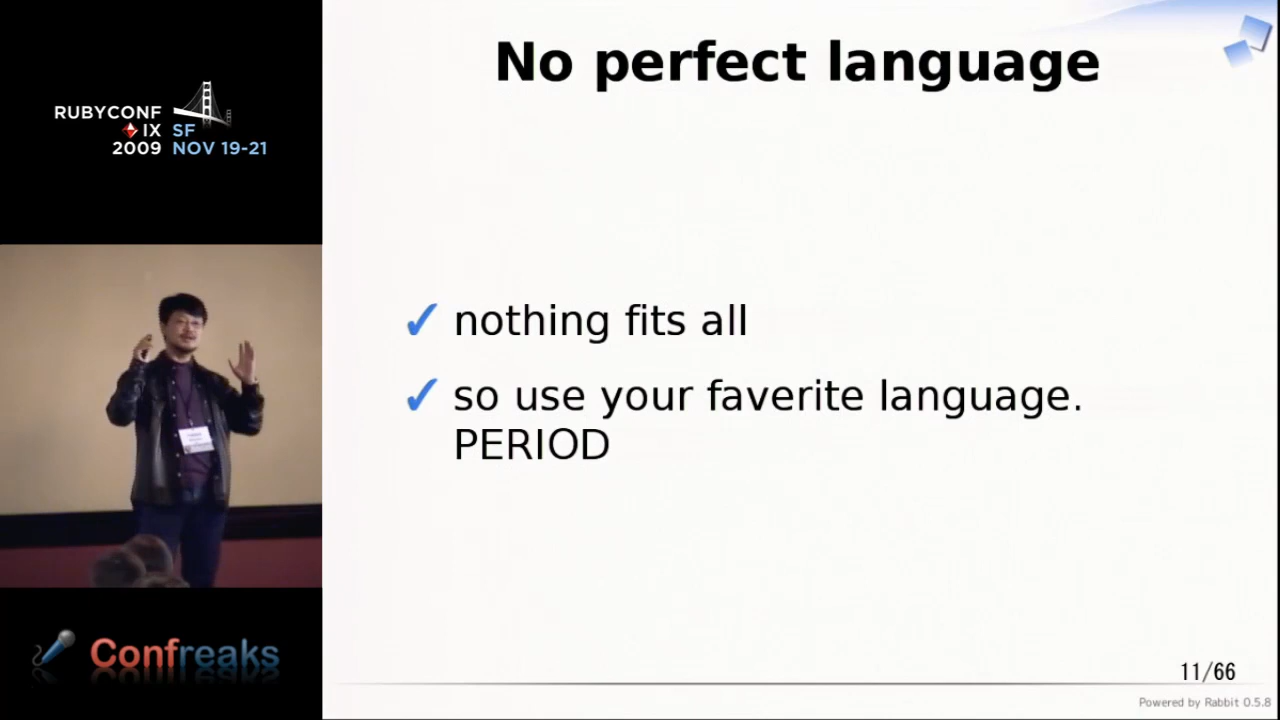 RUBYCONF
IX SF
2009 NOV 19-21
No perfect language
✓ nothing fits all
✓ so use your faverite language.
PERIOD
Confreaks
11/66
Powered by Rabbit 0.5.8